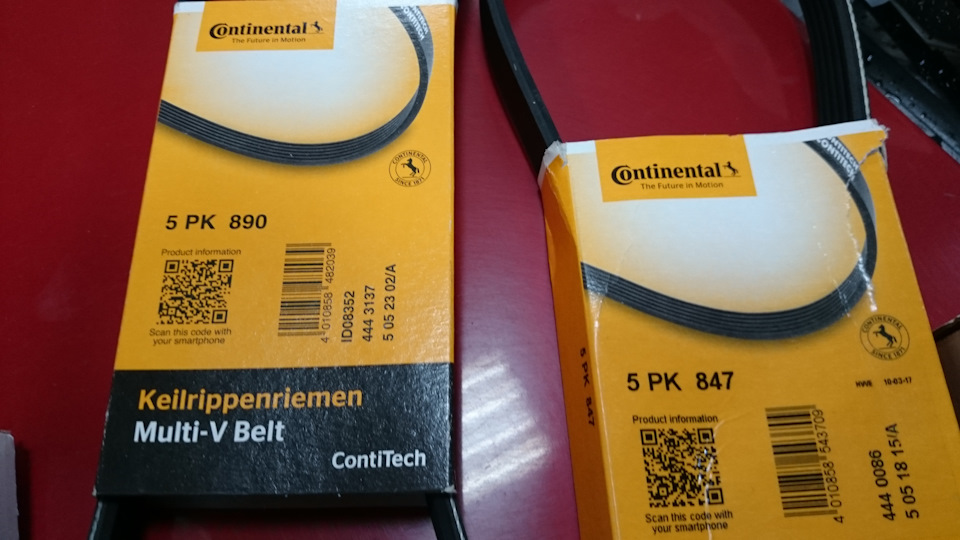 Continental
The Future in Motion
CONTINENTAL
SINCE 1871
5 PK 890
Product information
Scan this code with
your smartphone
4 010858 482039
ID08352
444 3137
5 05 23 02/A
Keilrippenriemen
Multi-V Belt
ContiTech
Continental
The Future in Motion
CONTITECH
CONTINENTAL
SINCE 1871
5 PK 847
5 PK 847
10-03-17
Product information
Scan this code with
your smartphone
4 010858 543709
444 0086
5 05 18 15/A